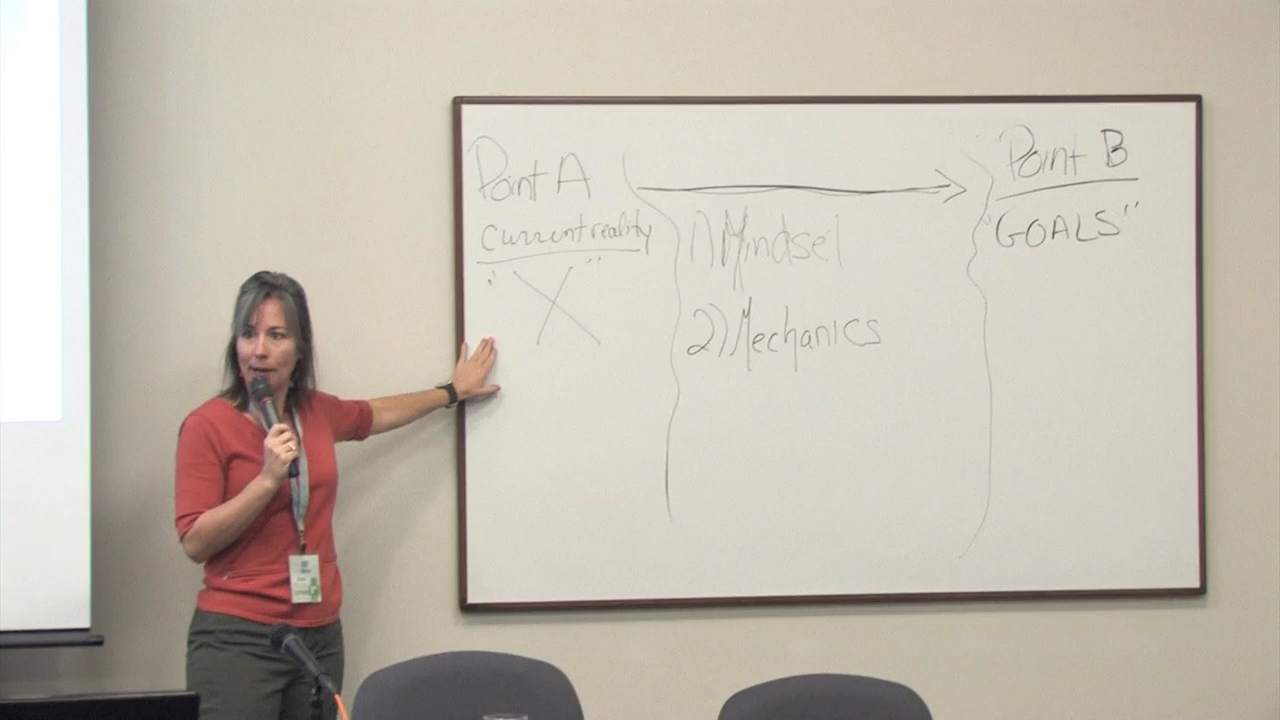 Point A
current reality
"X"
1) Mindset
2) Mechanics
Point B
"GOALS"